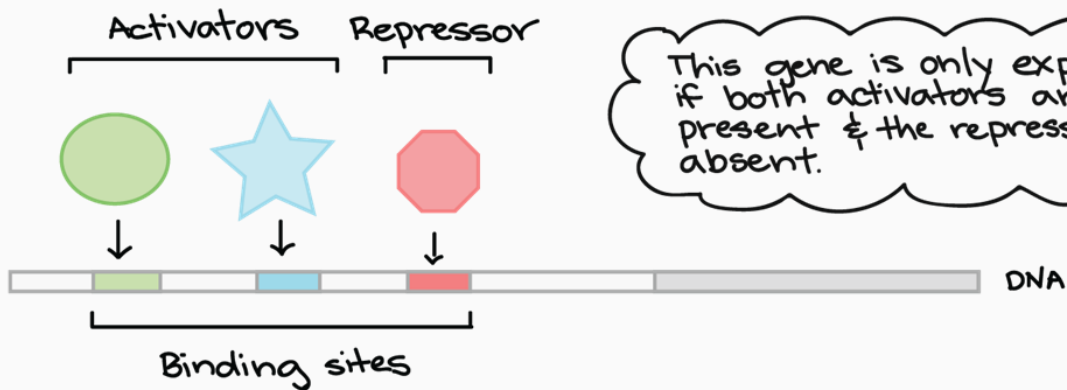 Activators
Repressor
This gene is only exp
if both activators ar
present & the repress
absent.
DNA
Binding sites